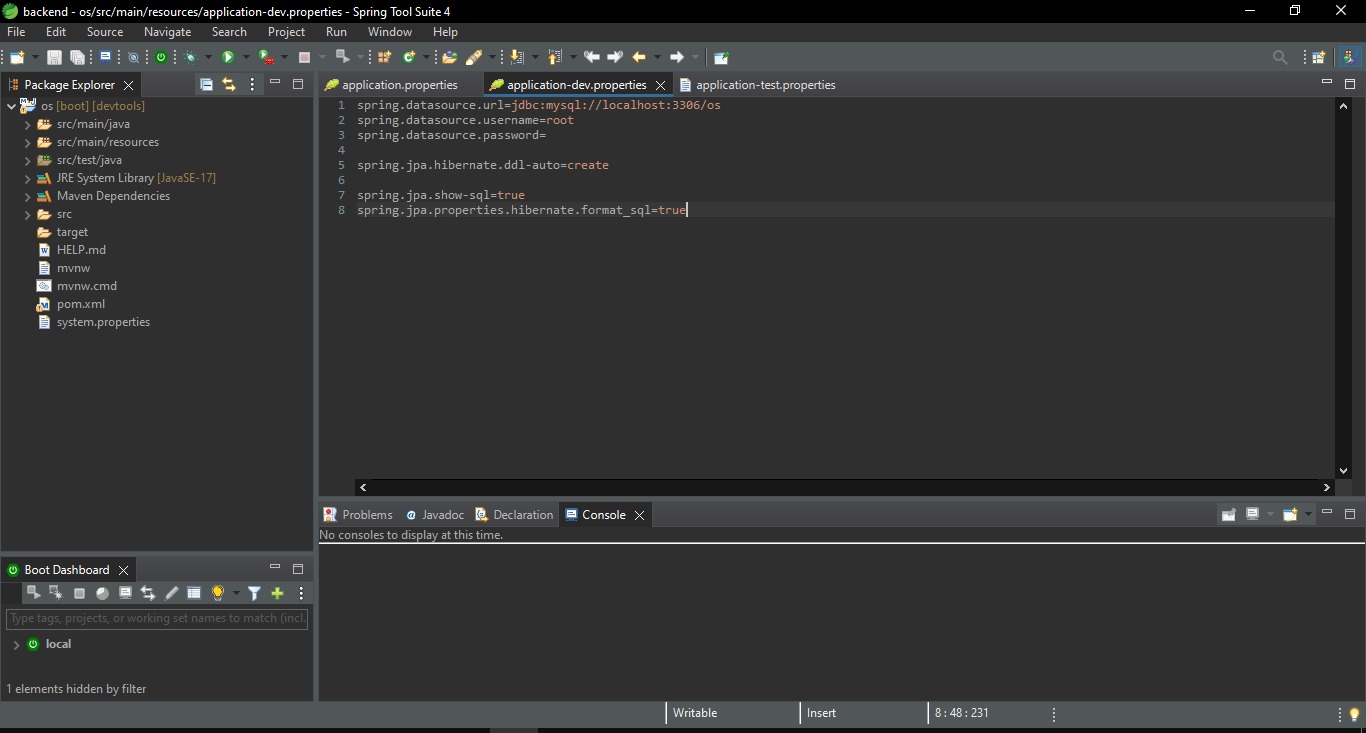 backend - os/src/main/resources/application-dev.properties - Spring Tool Suite 4
File Edit Source Navigate Search Project Run Window Help
Package Explorer
os [boot] [devtools]
src/main/java
src/main/resources
src/test/java
JRE System Library [JavaSE-17]
Maven Dependencies
src
target
HELP.md
mvnw
mvnw.cmd
pom.xml
system.properties
application.properties application-dev.properties application-test.properties
1 spring.datasource.url=jdbc:mysql://localhost:3306/os
2 spring.datasource.username=root
3 spring.datasource.password=
4
5 spring.jpa.hibernate.ddl-auto=create
6
7 spring.jpa.show-sql=true
8 spring.jpa.properties.hibernate.format_sql=true
Problems Javadoc Declaration Console
No consoles to display at this time.
Boot Dashboard
Type tags, projects, or working set names to match (incl.
local
1 elements hidden by filter
Writable Insert 8 : 48 : 231